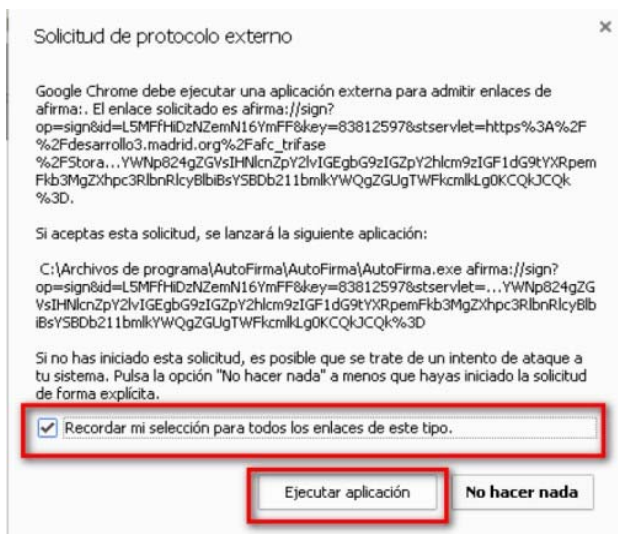 Solicitud de protocolo externo
Google Chrome debe ejecutar una aplicación externa para admitir enlaces de
afirma:. El enlace solicitado es afirma://sign?
op=sign&id=L5MFfHiDzNZemN16YmFF&key=83812597&stservlet=https%3A%2F
%2Fdesarrollo3.madrid.org%2Fafc_trifase
%2FStora...YWNp824gZGVsIHNlcnZpY2lvIGEgbG9zIGZpY2hlcm9zIGF1dG9tYXRpem
Fkb3MgZXhpc3RlbnRlcyBlbiBsYSBDb211bmlkYWQgZGUgTWFkcmlkLg0KCQkJCQk
%3D.
Si aceptas esta solicitud, se lanzará la siguiente aplicación:
C:\Archivos de programa\AutoFirma\AutoFirma\AutoFirma.exe afirma://sign?
op=sign&id=L5MFfHiDzNZemN16YmFF&key=83812597&stservlet=...YWNp824gZG
VsIHNlcnZpY2lvIGEgbG9zIGZpY2hlcm9zIGF1dG9tYXRpemFkb3MgZXhpc3RlbnRlcyBlb
iBsYSBDb211bmlkYWQgZGUgTWFkcmlkLg0KCQkJCQk%3D
Si no has iniciado esta solicitud, es posible que se trate de un intento de ataque a
tu sistema. Pulsa la opción "No hacer nada" a menos que hayas iniciado la solicitud
de forma explícita.
Recordar mi selección para todos los enlaces de este tipo.
Ejecutar aplicación
No hacer nada